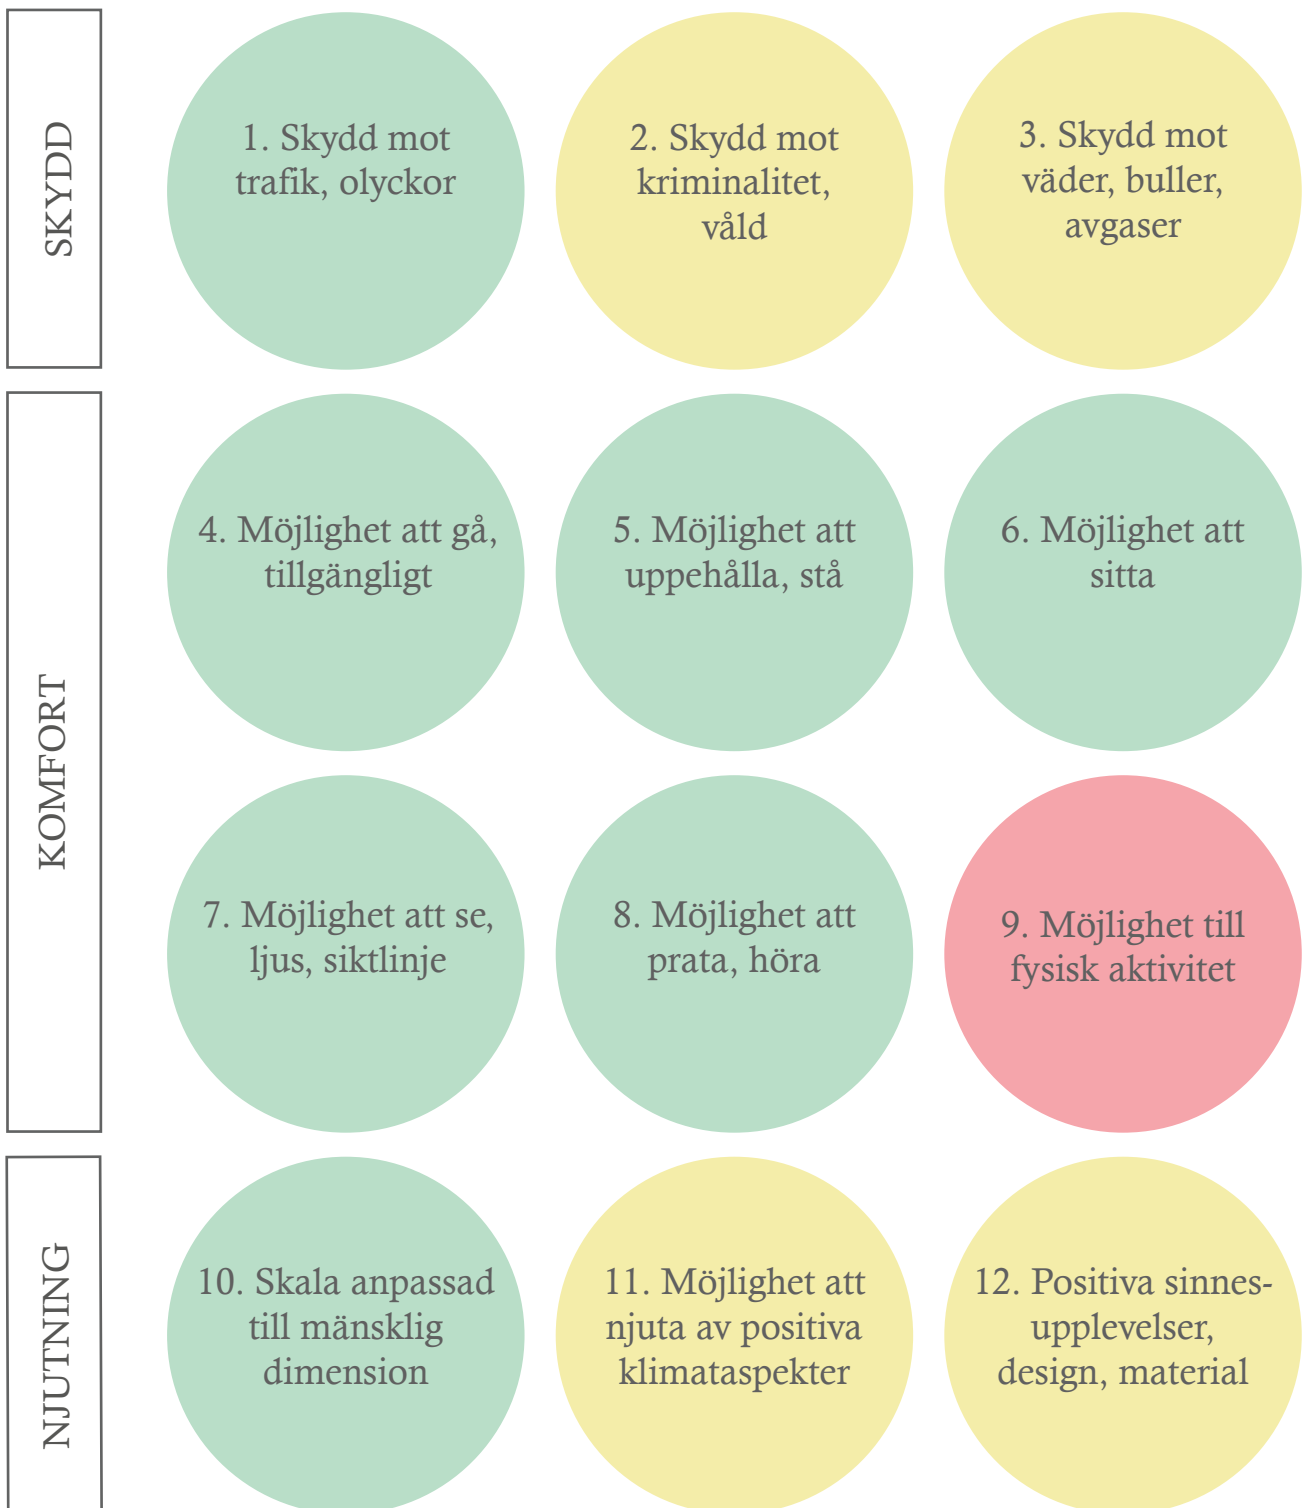 SKYDD
1. Skydd mot
trafik, olyckor
2. Skydd mot
kriminalitet,
våld
3. Skydd mot
väder, buller,
avgaser
KOMFORT
4. Möjlighet att gå,
tillgängligt
5. Möjlighet att
uppehålla, stå
6. Möjlighet att
sitta
7. Möjlighet att se,
ljus, siktlinje
8. Möjlighet att
prata, höra
9. Möjlighet till
fysisk aktivitet
NJUTNING
10. Skala anpassad
till mänsklig
dimension
11. Möjlighet att
njuta av positiva
klimataspekter
12. Positiva sinnes-
upplevelser,
design, material